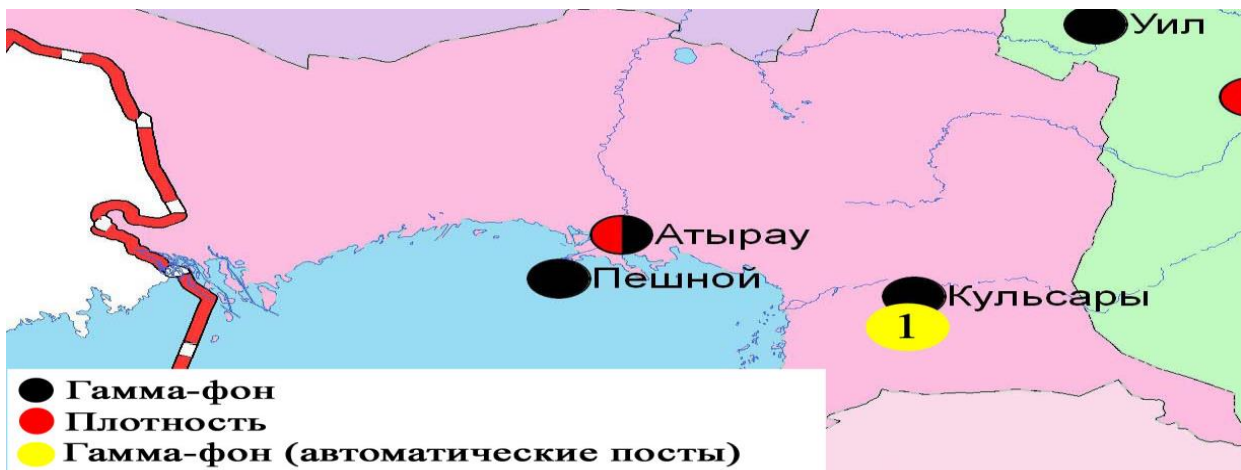 Уил
Атырау
Пешной
Кульсары
1
Гамма-фон
Плотность
Гамма-фон (автоматические посты)